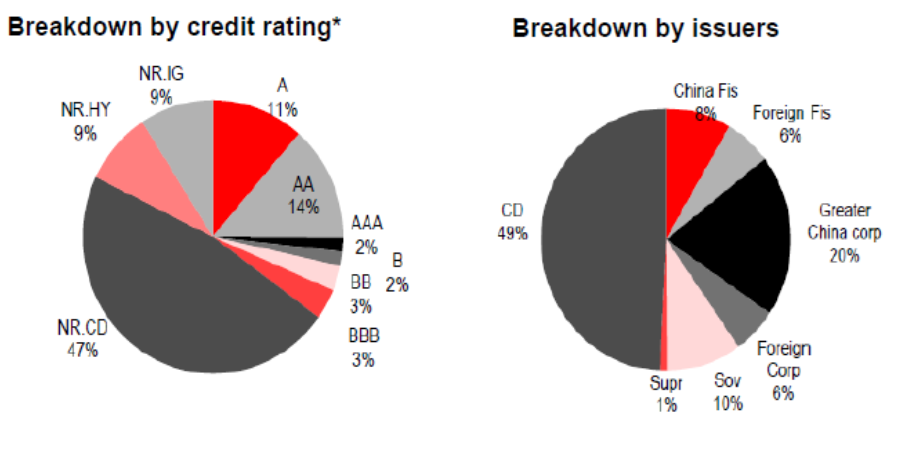 Breakdown by credit rating*
NR.IG
9%
A
11%
NR.HY
9%
AA
14%
AAA
2%
B
2%
BB
3%
BBB
3%
NR.CD
47%
Breakdown by issuers
China Fis
8%
Foreign Fis
6%
CD
49%
Greater
China corp
20%
Foreign
Corp
6%
Sov
10%
Supr
1%